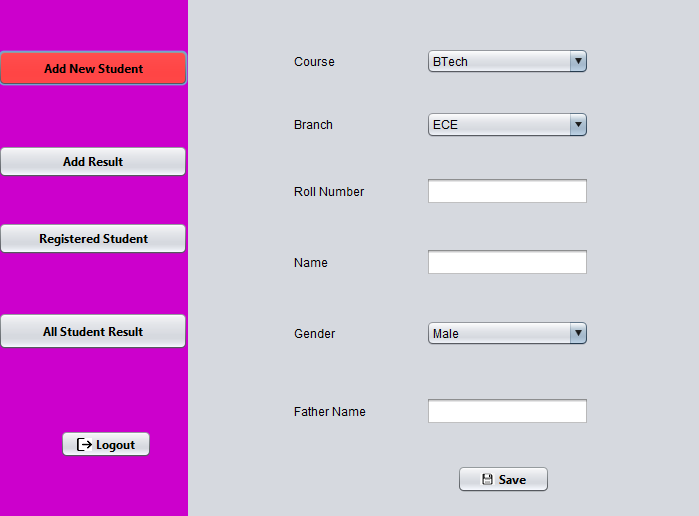 Add New Student
Add Result
Registered Student
All Student Result
Logout
Course BTech
Branch ECE
Roll Number
Name
Gender Male
Father Name
Save